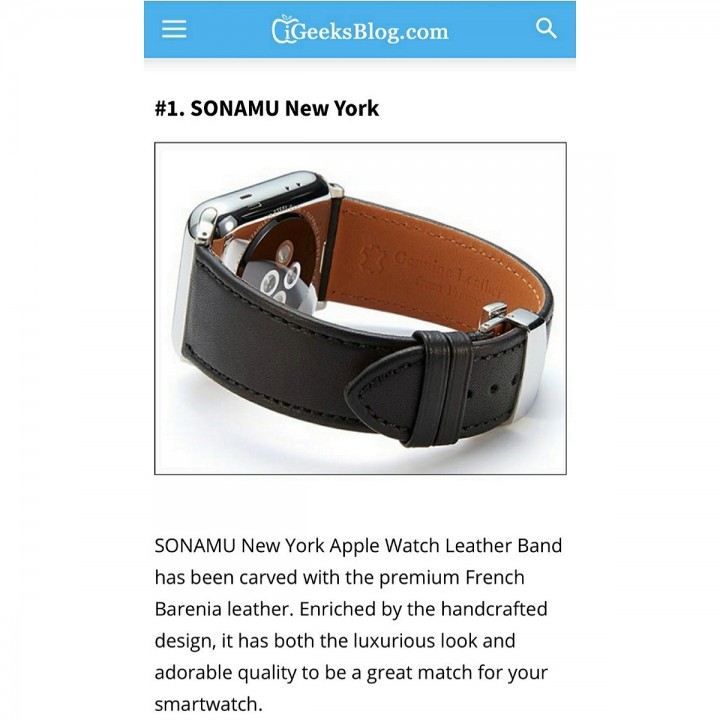 iGeeksBlog.com
#1. SONAMU New York
Genuine Leather
SONAMU New York Apple Watch Leather Band
has been carved with the premium French
Barenia leather. Enriched by the handcrafted
design, it has both the luxurious look and
adorable quality to be a great match for your
smartwatch.